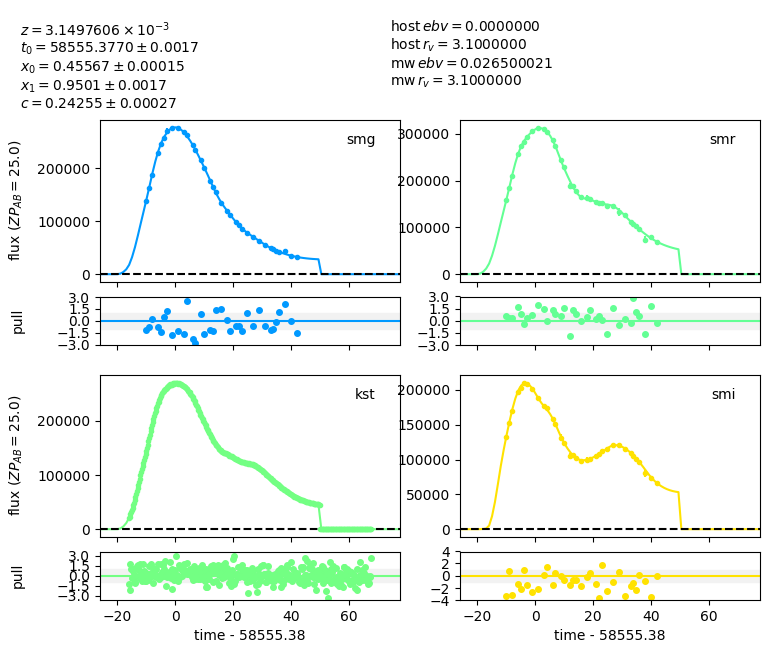 z = 3.1497606 × 10⁻³
t₀ = 58555.3770 ± 0.0017
x₀ = 0.45567 ± 0.00015
x₁ = 0.9501 ± 0.0017
c = 0.24255 ± 0.00027
host ebv = 0.0000000
host r_v = 3.1000000
mw ebv = 0.026500021
mw r_v = 3.1000000
flux (ZP_AB = 25.0)
200000
100000
0
smg
300000
200000
100000
0
smr
pull
3.0
1.5
0.0
−1.5
−3.0
3.0
1.5
0.0
−1.5
−3.0
flux (ZP_AB = 25.0)
200000
100000
0
kst
200000
150000
100000
50000
0
smi
pull
3.0
1.5
0.0
−1.5
−3.0
4
2
0
−2
−4
−20 0 20 40 60
−20 0 20 40 60
time - 58555.38
time - 58555.38